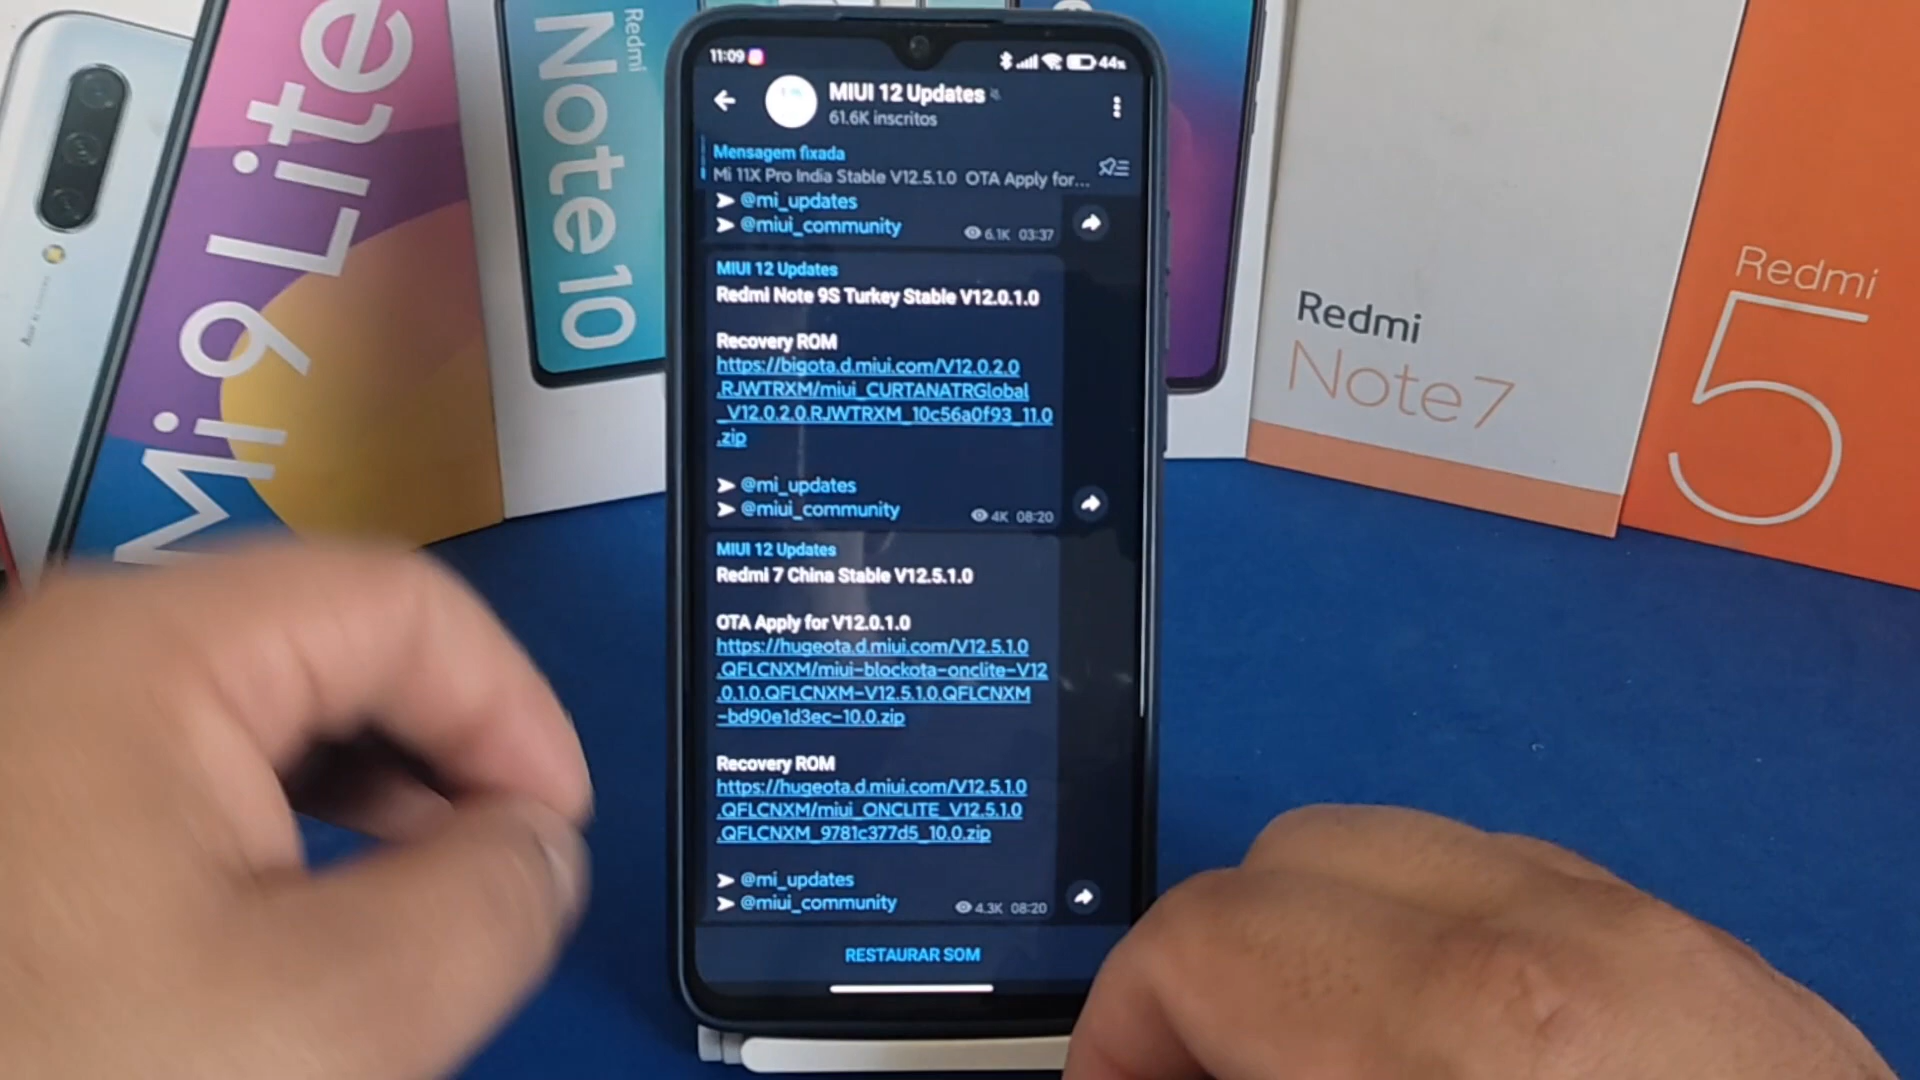 Mi 9 Lite
Redmi
Note 10
11:09
44%
MIUI 12 Updates
61.6K inscritos
Mensagem fixada
Mi 11X Pro India Stable V12.5.1.0 OTA Apply for...
➤ @mi_updates
➤ @miui_community
6.1K 03:37
MIUI 12 Updates
Redmi Note 9S Turkey Stable V12.0.1.0
Recovery ROM
https://bigota.d.miui.com/V12.0.2.0
.RJWTRXM/miui_CURTANATRGlobal
_V12.0.2.0.RJWTRXM_10c56a0f93_11.0
.zip
➤ @mi_updates
➤ @miui_community
4K 08:20
MIUI 12 Updates
Redmi 7 China Stable V12.5.1.0
OTA Apply for V12.0.1.0
https://hugeota.d.miui.com/V12.5.1.0
.QFLCNXM/miui-blockota-onclite-V12
.0.1.0.QFLCNXM-V12.5.1.0.QFLCNXM
-bd90e1d3ec-10.0.zip
Recovery ROM
https://hugeota.d.miui.com/V12.5.1.0
.QFLCNXM/miui_ONCLITE_V12.5.1.0
.QFLCNXM_9781c377d5_10.0.zip
➤ @mi_updates
➤ @miui_community
4.3K 08:20
RESTAURAR SOM
Redmi
Note 7
Redmi
5